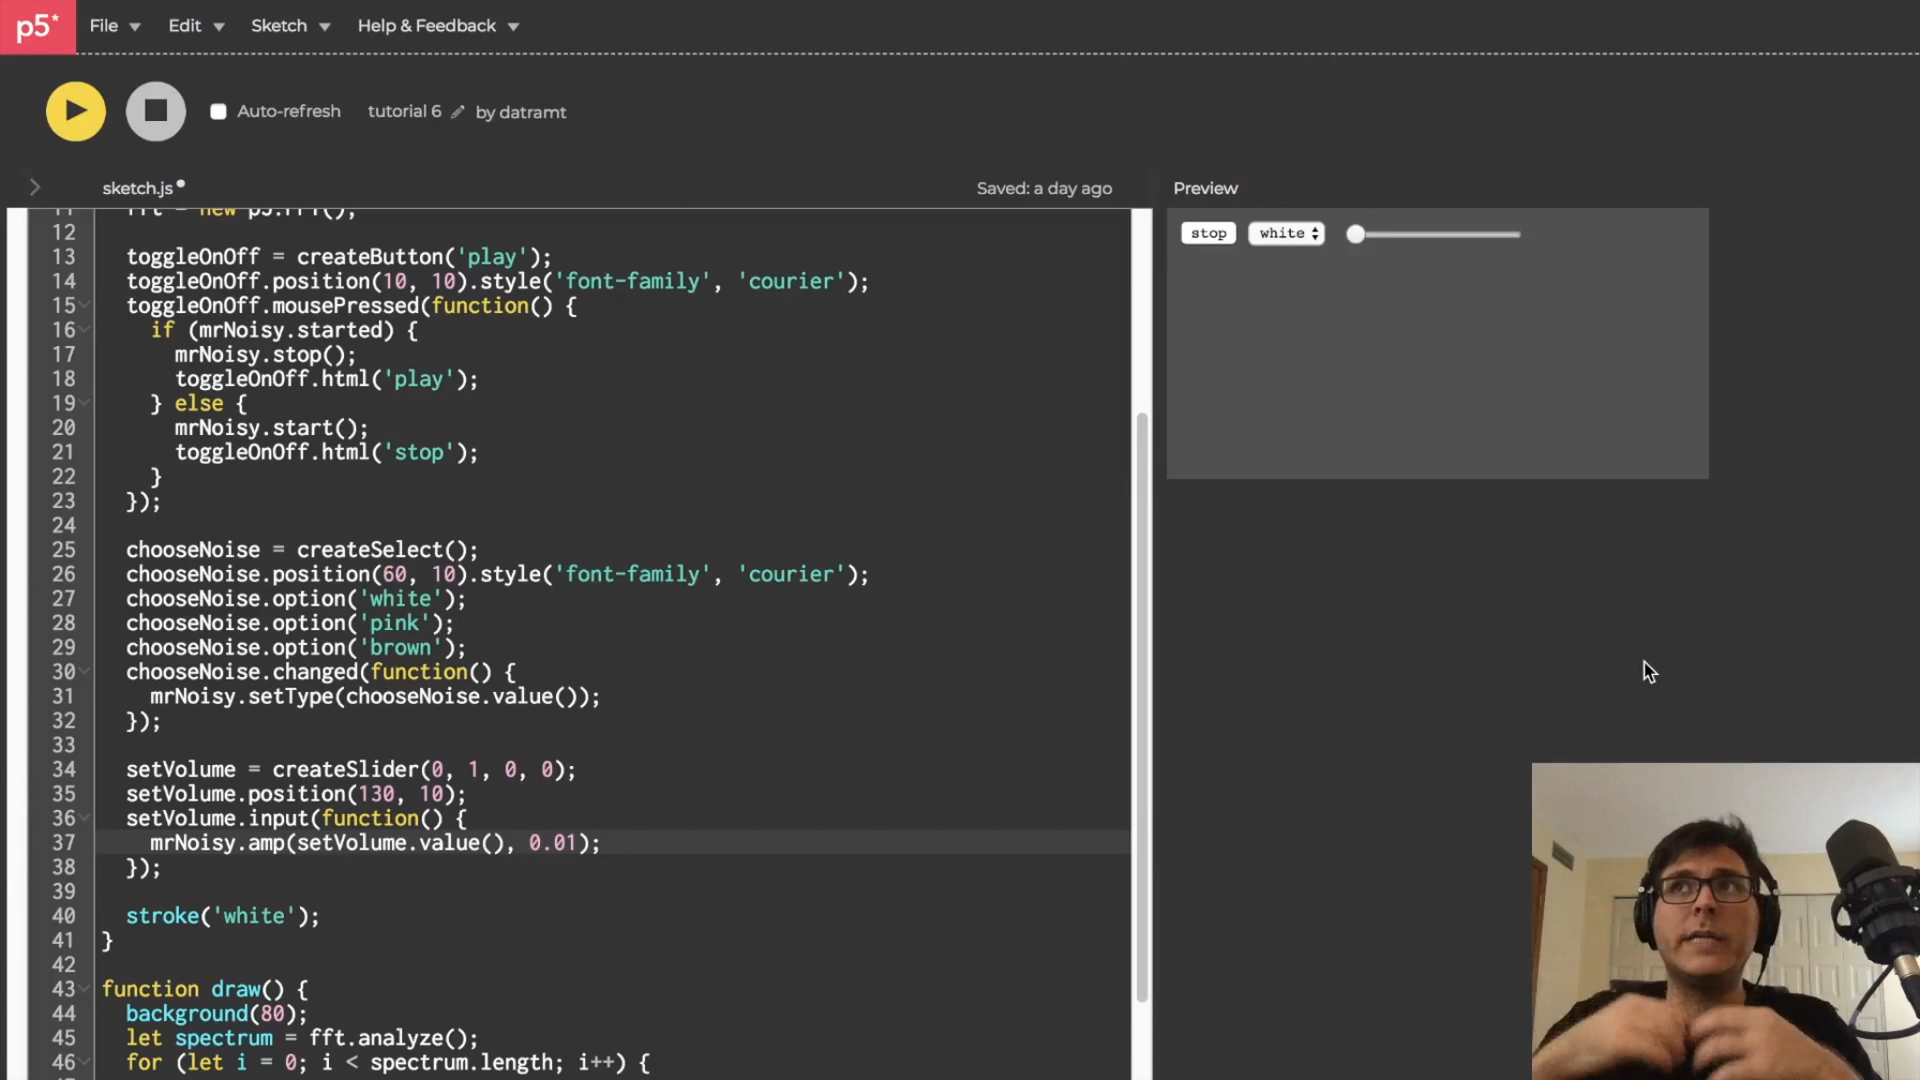 p5* File Edit Sketch Help & Feedback
Auto-refresh tutorial 6 by datramt
sketch.js Saved: a day ago Preview
stop white
11 fft = new p5.FFT();
12
13 toggleOnOff = createButton('play');
14 toggleOnOff.position(10, 10).style('font-family', 'courier');
15 toggleOnOff.mousePressed(function() {
16 if (mrNoisy.started) {
17 mrNoisy.stop();
18 toggleOnOff.html('play');
19 } else {
20 mrNoisy.start();
21 toggleOnOff.html('stop');
22 }
23 });
24
25 chooseNoise = createSelect();
26 chooseNoise.position(60, 10).style('font-family', 'courier');
27 chooseNoise.option('white');
28 chooseNoise.option('pink');
29 chooseNoise.option('brown');
30 chooseNoise.changed(function() {
31 mrNoisy.setType(chooseNoise.value());
32 });
33
34 setVolume = createSlider(0, 1, 0, 0);
35 setVolume.position(130, 10);
36 setVolume.input(function() {
37 mrNoisy.amp(setVolume.value(), 0.01);
38 });
39
40 stroke('white');
41 }
42
43 function draw() {
44 background(80);
45 let spectrum = fft.analyze();
46 for (let i = 0; i < spectrum.length; i++) {